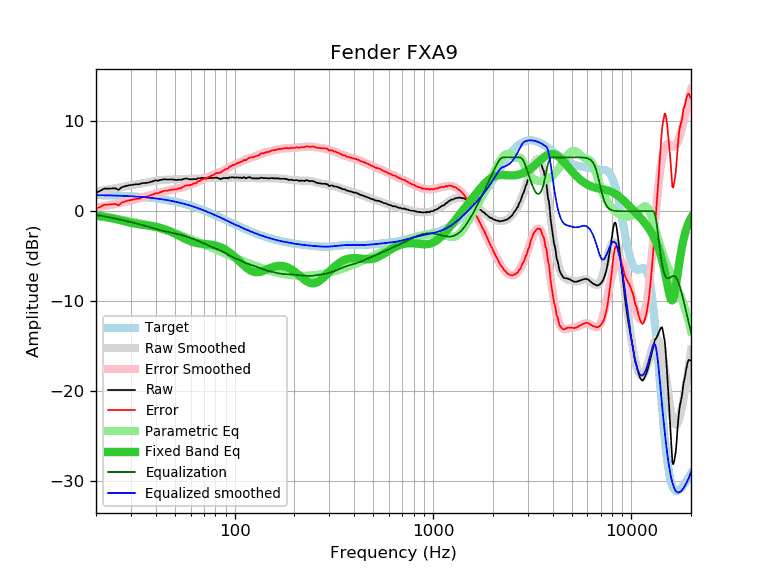 Fender FXA9
Amplitude (dBr)
10
0
−10
−20
−30
Target
Raw Smoothed
Error Smoothed
Raw
Error
Parametric Eq
Fixed Band Eq
Equalization
Equalized smoothed
100
1000
10000
Frequency (Hz)